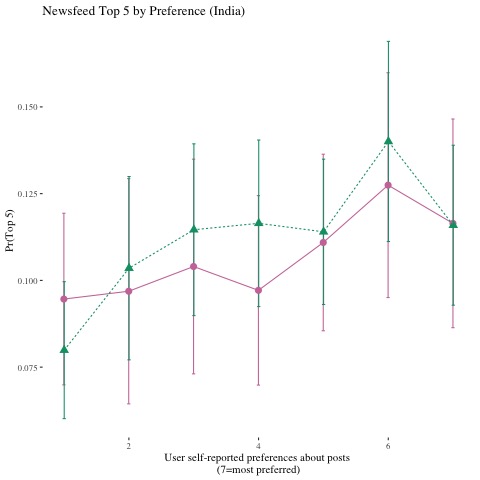 Newsfeed Top 5 by Preference (India)
0.150
0.125
Pr(Top 5)
0.100
0.075
2 4 6
User self-reported preferences about posts
(7=most preferred)